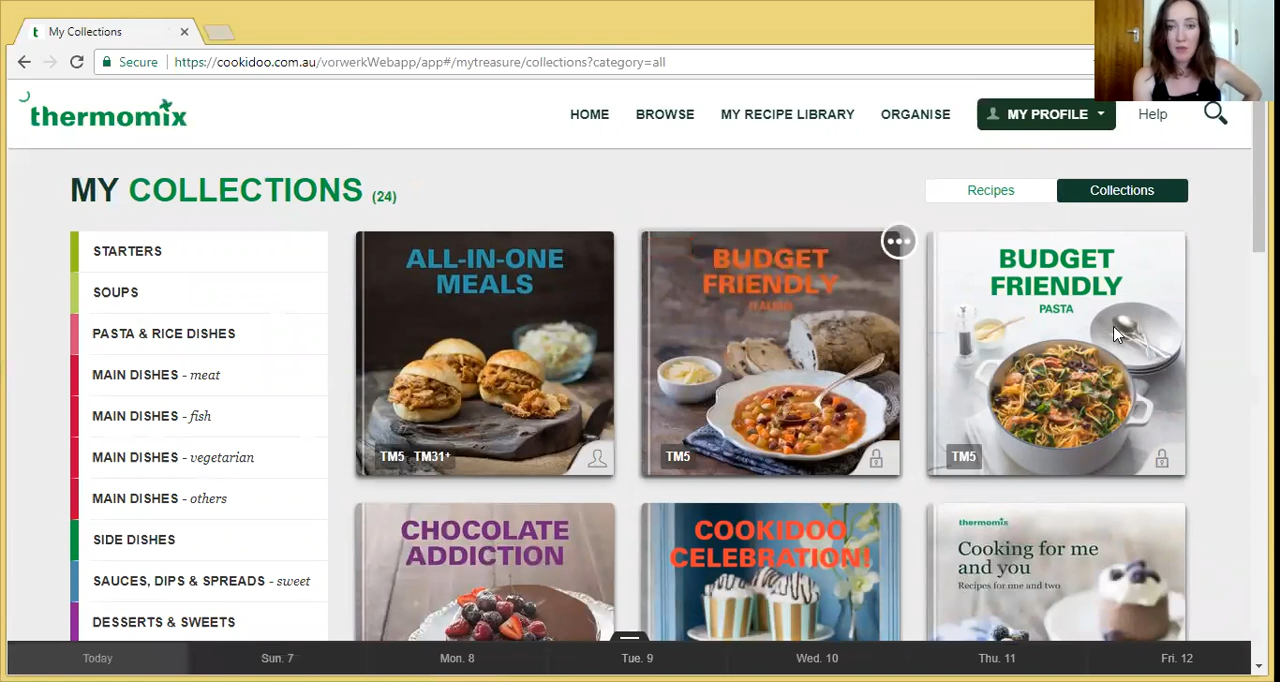 My Collections
Secure https://cookidoo.com.au/vorwerkWebapp/app#/mytreasure/collections?category=all
thermomix
HOME BROWSE MY RECIPE LIBRARY ORGANISE MY PROFILE Help
MY COLLECTIONS (24)
Recipes Collections
STARTERS
SOUPS
PASTA & RICE DISHES
MAIN DISHES - meat
MAIN DISHES - fish
MAIN DISHES - vegetarian
MAIN DISHES - others
SIDE DISHES
SAUCES, DIPS & SPREADS - sweet
DESSERTS & SWEETS
ALL-IN-ONE
MEALS
TM5 TM31+
BUDGET
FRIENDLY
ITALIAN
TM5
BUDGET
FRIENDLY
PASTA
TM5
CHOCOLATE
ADDICTION
COOKIDOO
CELEBRATION!
thermomix
Cooking for me
and you
Recipes for one and two
Today Sun. 7 Mon. 8 Tue. 9 Wed. 10 Thu. 11 Fri. 12